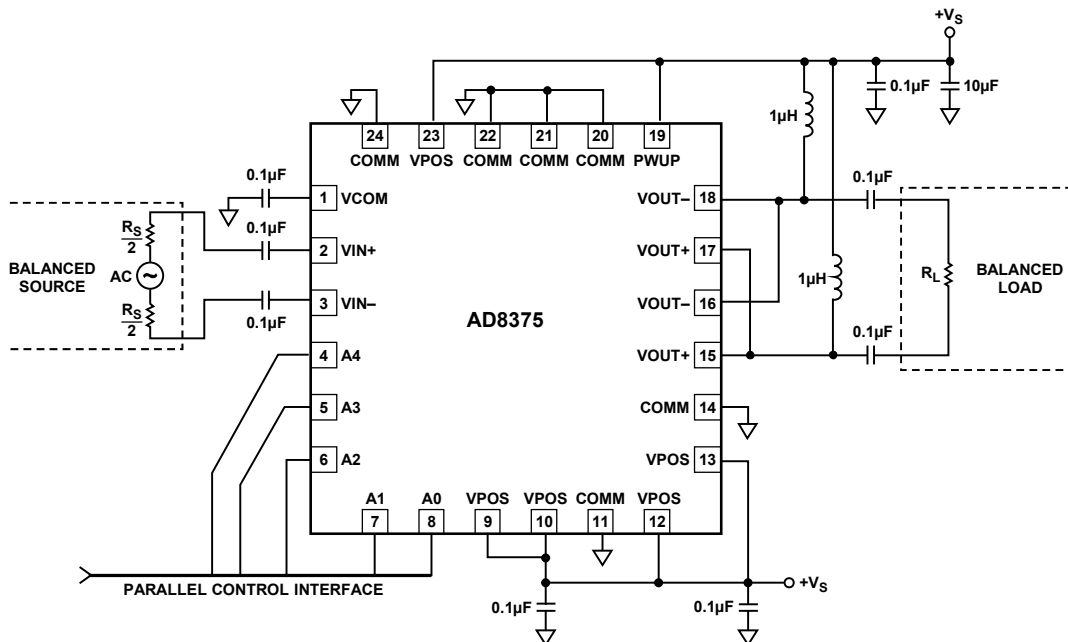 +VS
0.1µF
10µF
1µH
24
23
22
21
20
19
COMM
VPOS
COMM
COMM
COMM
PWUP
0.1µF
1
VCOM
VOUT–
18
0.1µF
RS
2
0.1µF
2
VIN+
VOUT+
17
BALANCED
SOURCE
AC
1µH
RL
BALANCED
LOAD
RS
2
3
VIN–
VOUT–
16
0.1µF
AD8375
0.1µF
4
A4
VOUT+
15
5
A3
COMM
14
6
A2
VPOS
13
A1
A0
VPOS
VPOS
COMM
VPOS
7
8
9
10
11
12
PARALLEL CONTROL INTERFACE
+VS
0.1µF
0.1µF